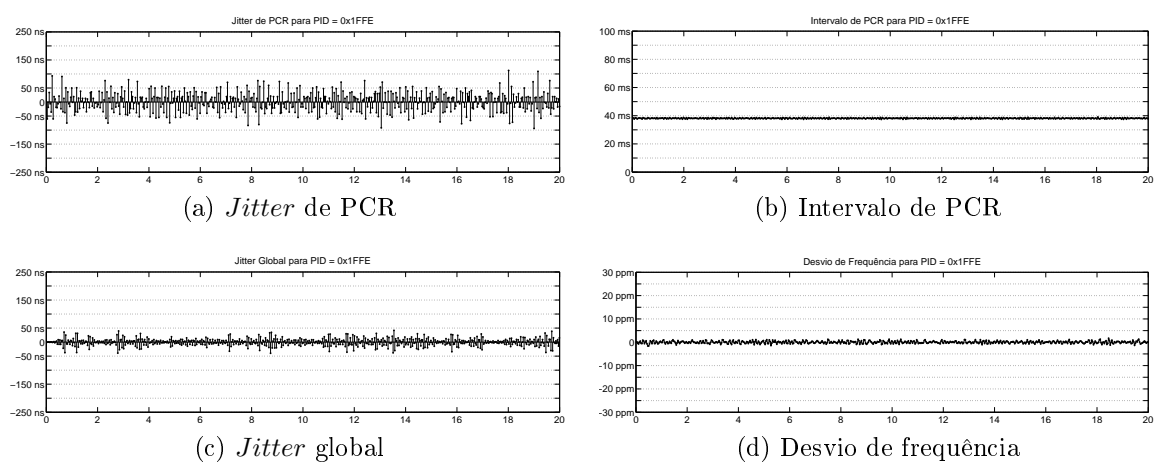 Jitter de PCR para PID = 0x1FFE
250 ns
150 ns
50 ns
0
−50 ns
−150 ns
−250 ns
0 2 4 6 8 10 12 14 16 18 20
(a) Jitter de PCR
Intervalo de PCR para PID = 0x1FFE
100 ms
80 ms
60 ms
40 ms
20 ms
0
0 2 4 6 8 10 12 14 16 18 20
(b) Intervalo de PCR
Jitter Global para PID = 0x1FFE
250 ns
150 ns
50 ns
0
−50 ns
−150 ns
−250 ns
0 2 4 6 8 10 12 14 16 18 20
(c) Jitter global
Desvio de Frequência para PID = 0x1FFE
30 ppm
20 ppm
10 ppm
0
-10 ppm
-20 ppm
-30 ppm
0 2 4 6 8 10 12 14 16 18 20
(d) Desvio de frequência